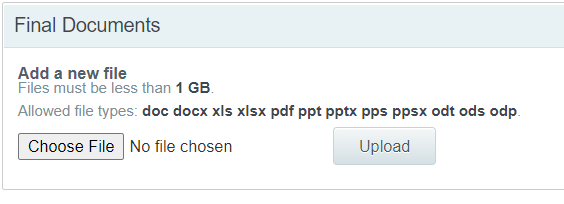 Final Documents
Add a new file
Files must be less than 1 GB.
Allowed file types: doc docx xls xlsx pdf ppt pptx pps ppsx odt ods odp.
Choose File No file chosen Upload